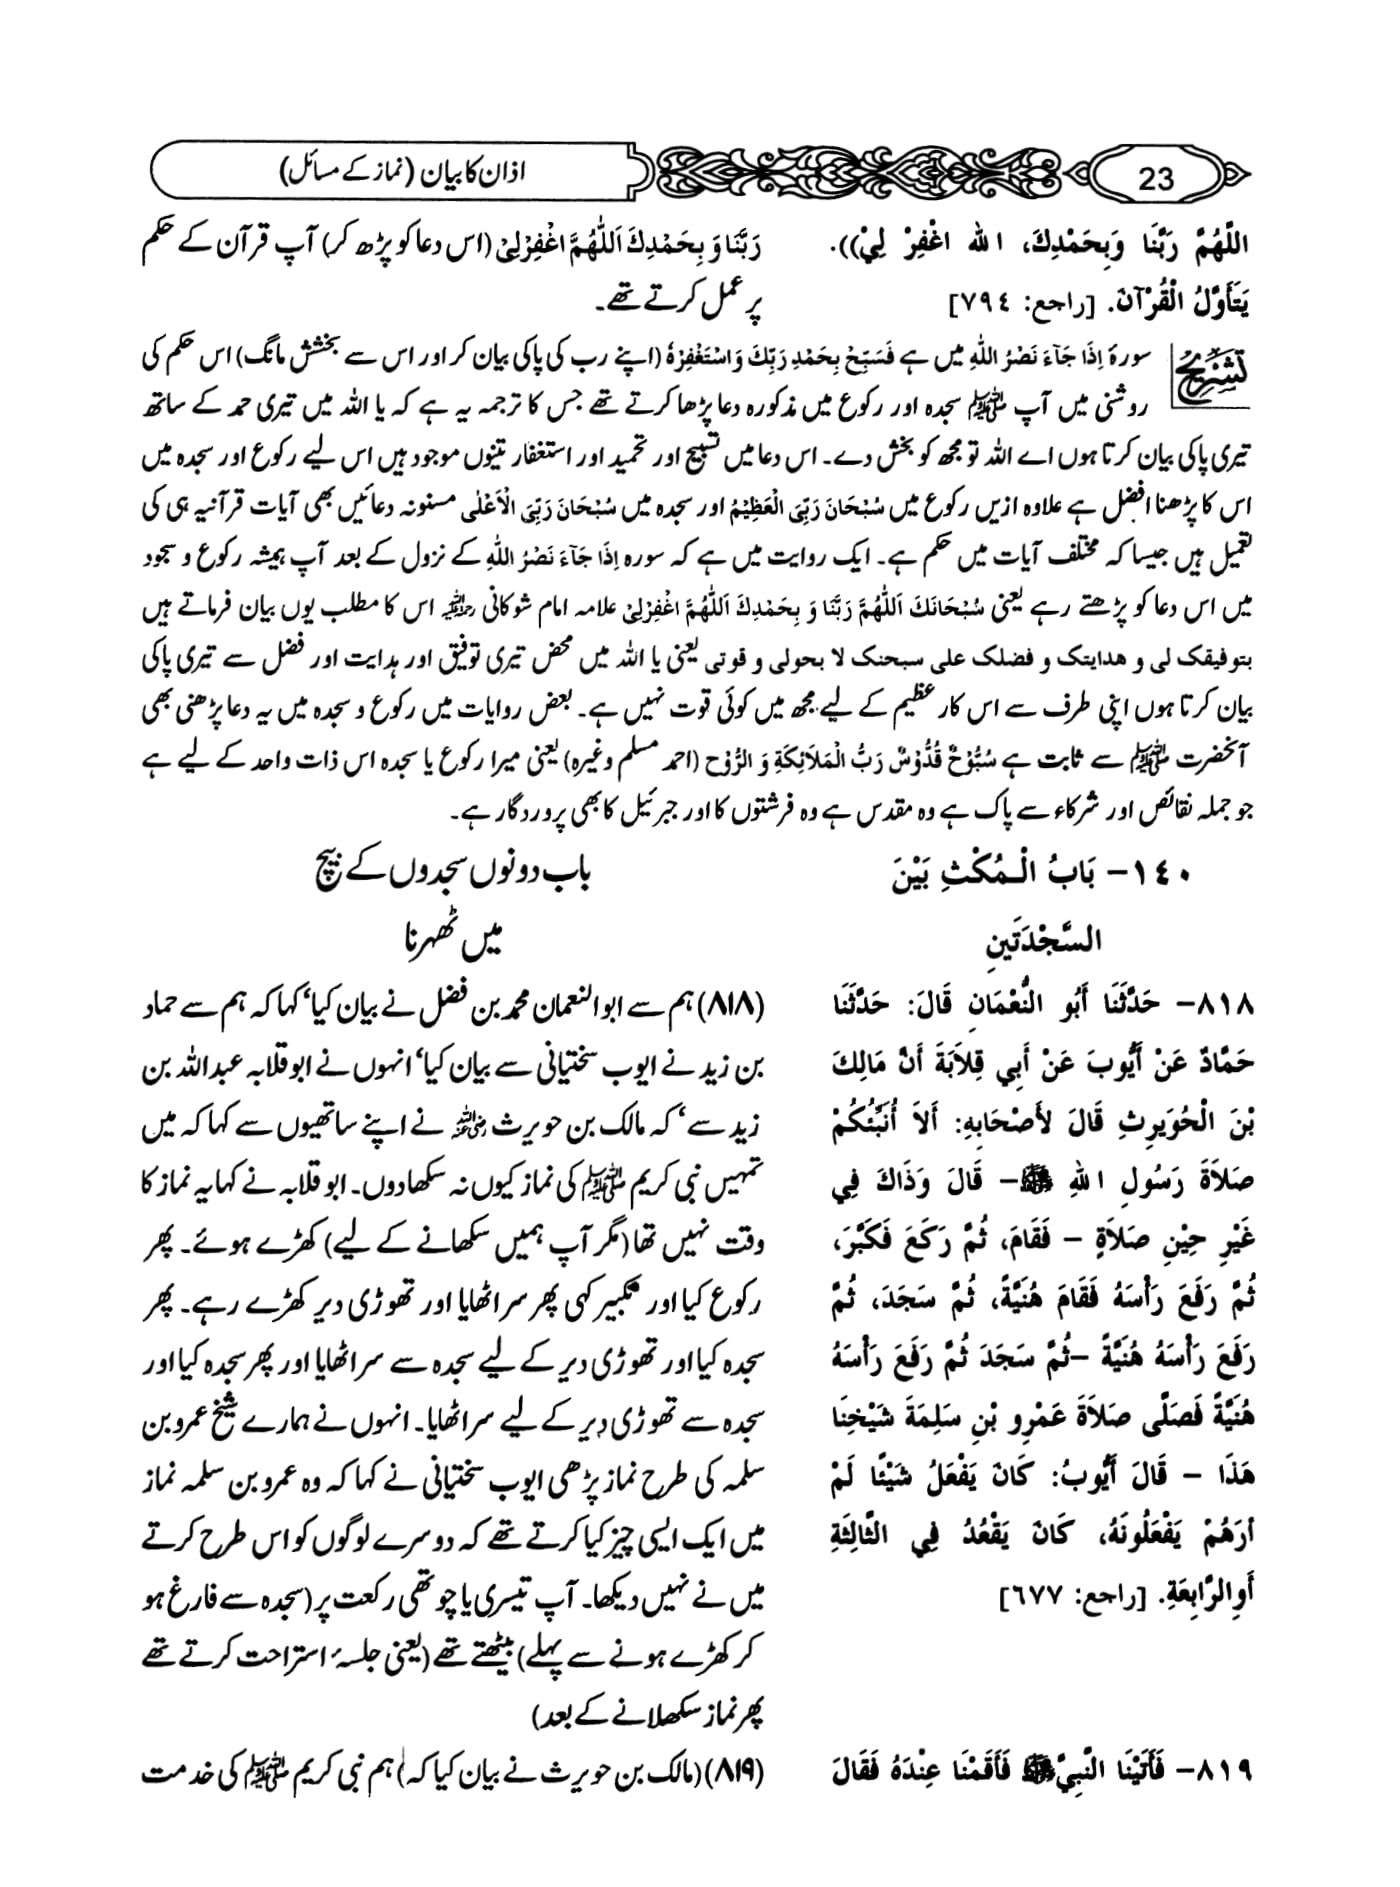 23
اذان کا بیان (نماز کے مسائل)
اللَّهُمَّ رَبَّنَا وَبِحَمْدِكَ، الله اغْفِرْ لِيْ)).
يَتَأَوَّلُ الْقُرْآنَ. [راجع: ٧٩٤]
رَبَّنَا وَ بِحَمْدِكَ اَللّٰهُمَّ اغْفِرْلِيْ (اس دعا کو پڑھ کر) آپ قرآن کے حکم
پر عمل کرتے تھے۔
تشریح
سورۂ اِذَا جَآءَ نَصْرُ اللّٰهِ میں ہے فَسَبِّحْ بِحَمْدِ رَبِّكَ وَاسْتَغْفِرْهُ (اپنے رب کی پاکی بیان کر اور اس سے بخشش مانگ) اس حکم کی
روشنی میں آپ ﷺ سجدہ اور رکوع میں مذکورہ دعا پڑھا کرتے تھے جس کا ترجمہ یہ ہے کہ یا اللہ میں تیری حمد کے ساتھ
تیری پاکی بیان کرتا ہوں اے اللہ تو مجھ کو بخش دے۔ اس دعا میں تسبیح اور تحمید اور استغفار تینوں موجود ہیں اس لیے رکوع اور سجدہ میں
اس کا پڑھنا افضل ہے علاوہ ازیں رکوع میں سُبْحَانَ رَبِّيَ الْعَظِيْمُ اور سجدہ میں سُبْحَانَ رَبِّيَ الْاَعْلٰى مسنونہ دعائیں بھی آیات قرآنیہ ہی کی
تعمیل ہیں جیسا کہ مختلف آیات میں حکم ہے۔ ایک روایت میں ہے کہ سورہ اِذَا جَآءَ نَصْرُ اللّٰهِ کے نزول کے بعد آپ ہمیشہ رکوع و سجود
میں اس دعا کو پڑھتے رہے یعنی سُبْحَانَكَ اَللّٰهُمَّ رَبَّنَا وَ بِحَمْدِكَ اَللّٰهُمَّ اغْفِرْلِيْ علامہ امام شوکانی رحمۃ اللہ علیہ اس کا مطلب یوں بیان فرماتے ہیں
بتوفیقک لی و ھدایتک و فضلک علی سبحنک لا بحولی و قوتی یعنی یا اللہ میں محض تیری توفیق اور ہدایت اور فضل سے تیری پاکی
بیان کرتا ہوں اپنی طرف سے اس کار عظیم کے لیے مجھ میں کوئی قوت نہیں ہے۔ بعض روایات میں رکوع و سجدہ میں یہ دعا پڑھنی بھی
آنحضرت ﷺ سے ثابت ہے سُبُّوْحٌ قُدُّوْسٌ رَبُّ الْمَلَائِكَةِ وَ الرُّوْحِ (احمد مسلم وغیرہ) یعنی میرا رکوع یا سجدہ اس ذات واحد کے لیے ہے
جو جملہ نقائص اور شرکاء سے پاک ہے وہ مقدس ہے وہ فرشتوں کا اور جبرئیل کا بھی پروردگار ہے۔
١٤٠- بَابُ الْـمُكْثِ بَيْنَ
السَّجْدَتَينِ
باب دونوں سجدوں کے بیچ
میں ٹھہرنا
٨١٨- حَدَّثَنَا أَبُو النُّعْمَانِ قَالَ: حَدَّثَنَا
حَمَّادٌ عَنْ أَيُّوبَ عَنْ أَبِي قِلاَبَةَ أَنَّ مَالِكَ
بْنَ الْحُوَيرِثِ قَالَ لأَصْحَابِهِ: أَلاَ أُنَبِّئُكُمْ
صَلاَةَ رَسُولِ اللهِ ﷺ- قَالَ وَذَاكَ فِي
غَيْرِ حِيْنِ صَلاَةٍ – فَقَامَ، ثُمَّ رَكَعَ فَكَبَّرَ،
ثُمَّ رَفَعَ رَأْسَهُ فَقَامَ هُنَيَّةً، ثُمَّ سَجَدَ، ثُمَّ
رَفَعَ رَأْسَهُ هُنَيَّةً –ثُمَّ سَجَدَ ثُمَّ رَفَعَ رَأْسَهُ
هُنَيَّةً فَصَلَّى صَلاَةَ عَمْرِو بْنِ سَلِمَةَ شَيْخِنَا
هَذَا – قَالَ أَيُّوبُ: كَانَ يَفْعَلُ شَيْئًا لَمْ
أَرَهُمْ يَفْعَلُونَهُ، كَانَ يَقْعُدُ فِي الثَّالِثَةِ
أَوِالرَّابِعَةِ. [راجع: ٦٧٧]
(۸۱۸) ہم سے ابوالنعمان محمد بن فضل نے بیان کیا‘ کہا کہ ہم سے حماد
بن زید نے ایوب سختیانی سے بیان کیا‘ انہوں نے ابوقلابہ عبداللہ بن
زید سے‘ کہ مالک بن حویرث رضی اللہ عنہ نے اپنے ساتھیوں سے کہا کہ میں
تمہیں نبی کریم ﷺ کی نماز کیوں نہ سکھادوں۔ ابوقلابہ نے کہا یہ نماز کا
وقت نہیں تھا (مگر آپ ہمیں سکھانے کے لیے) کھڑے ہوئے۔ پھر
رکوع کیا اور تکبیر کہی پھر سر اٹھایا اور تھوڑی دیر کھڑے رہے۔ پھر
سجدہ کیا اور تھوڑی دیر کے لیے سجدہ سے سر اٹھایا اور پھر سجدہ کیا اور
سجدہ سے تھوڑی دیر کے لیے سر اٹھایا۔ انہوں نے ہمارے شیخ عمرو بن
سلمہ کی طرح نماز پڑھی ایوب سختیانی نے کہا کہ وہ عمرو بن سلمہ نماز
میں ایک ایسی چیز کیا کرتے تھے کہ دوسرے لوگوں کو اس طرح کرتے
میں نے نہیں دیکھا۔ آپ تیسری یا چوتھی رکعت پر (سجدہ سے فارغ ہو
کر کھڑے ہونے سے پہلے) بیٹھتے تھے (یعنی جلسۂ استراحت کرتے تھے
پھر نماز سکھلانے کے بعد)
٨١٩- فَأَتَيْنَا النَّبِيَّ ﷺ فَأَقَمْنَا عِنْدَهُ فَقَالَ
(۸۱۹) (مالک بن حویرث نے بیان کیا کہ) ہم نبی کریم ﷺ کی خدمت